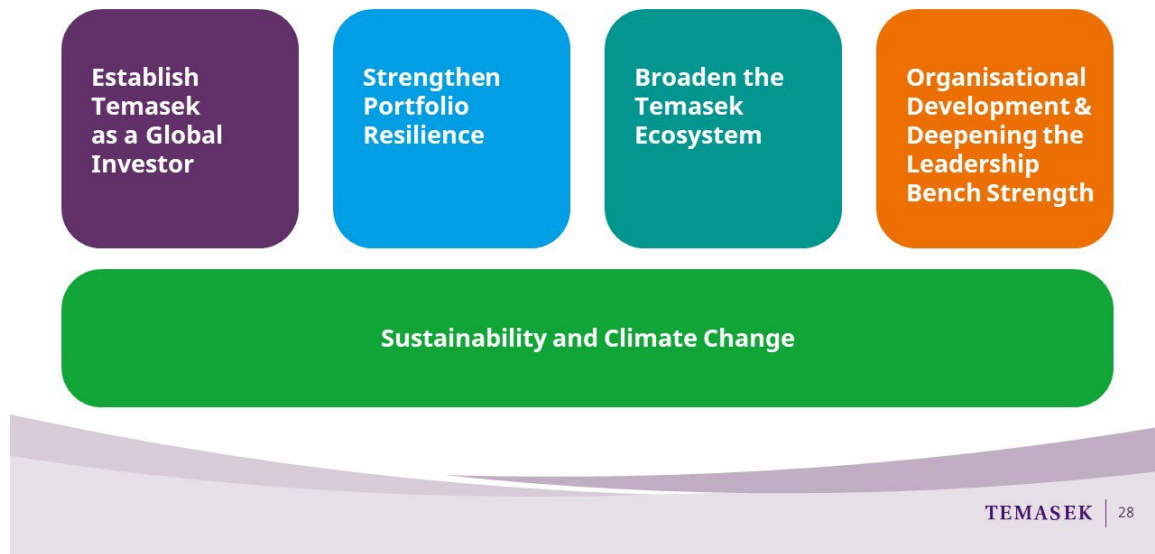 Establish
Temasek
as a Global
Investor
Strengthen
Portfolio
Resilience
Broaden the
Temasek
Ecosystem
Organisational
Development &
Deepening the
Leadership
Bench Strength
Sustainability and Climate Change
TEMASEK 28